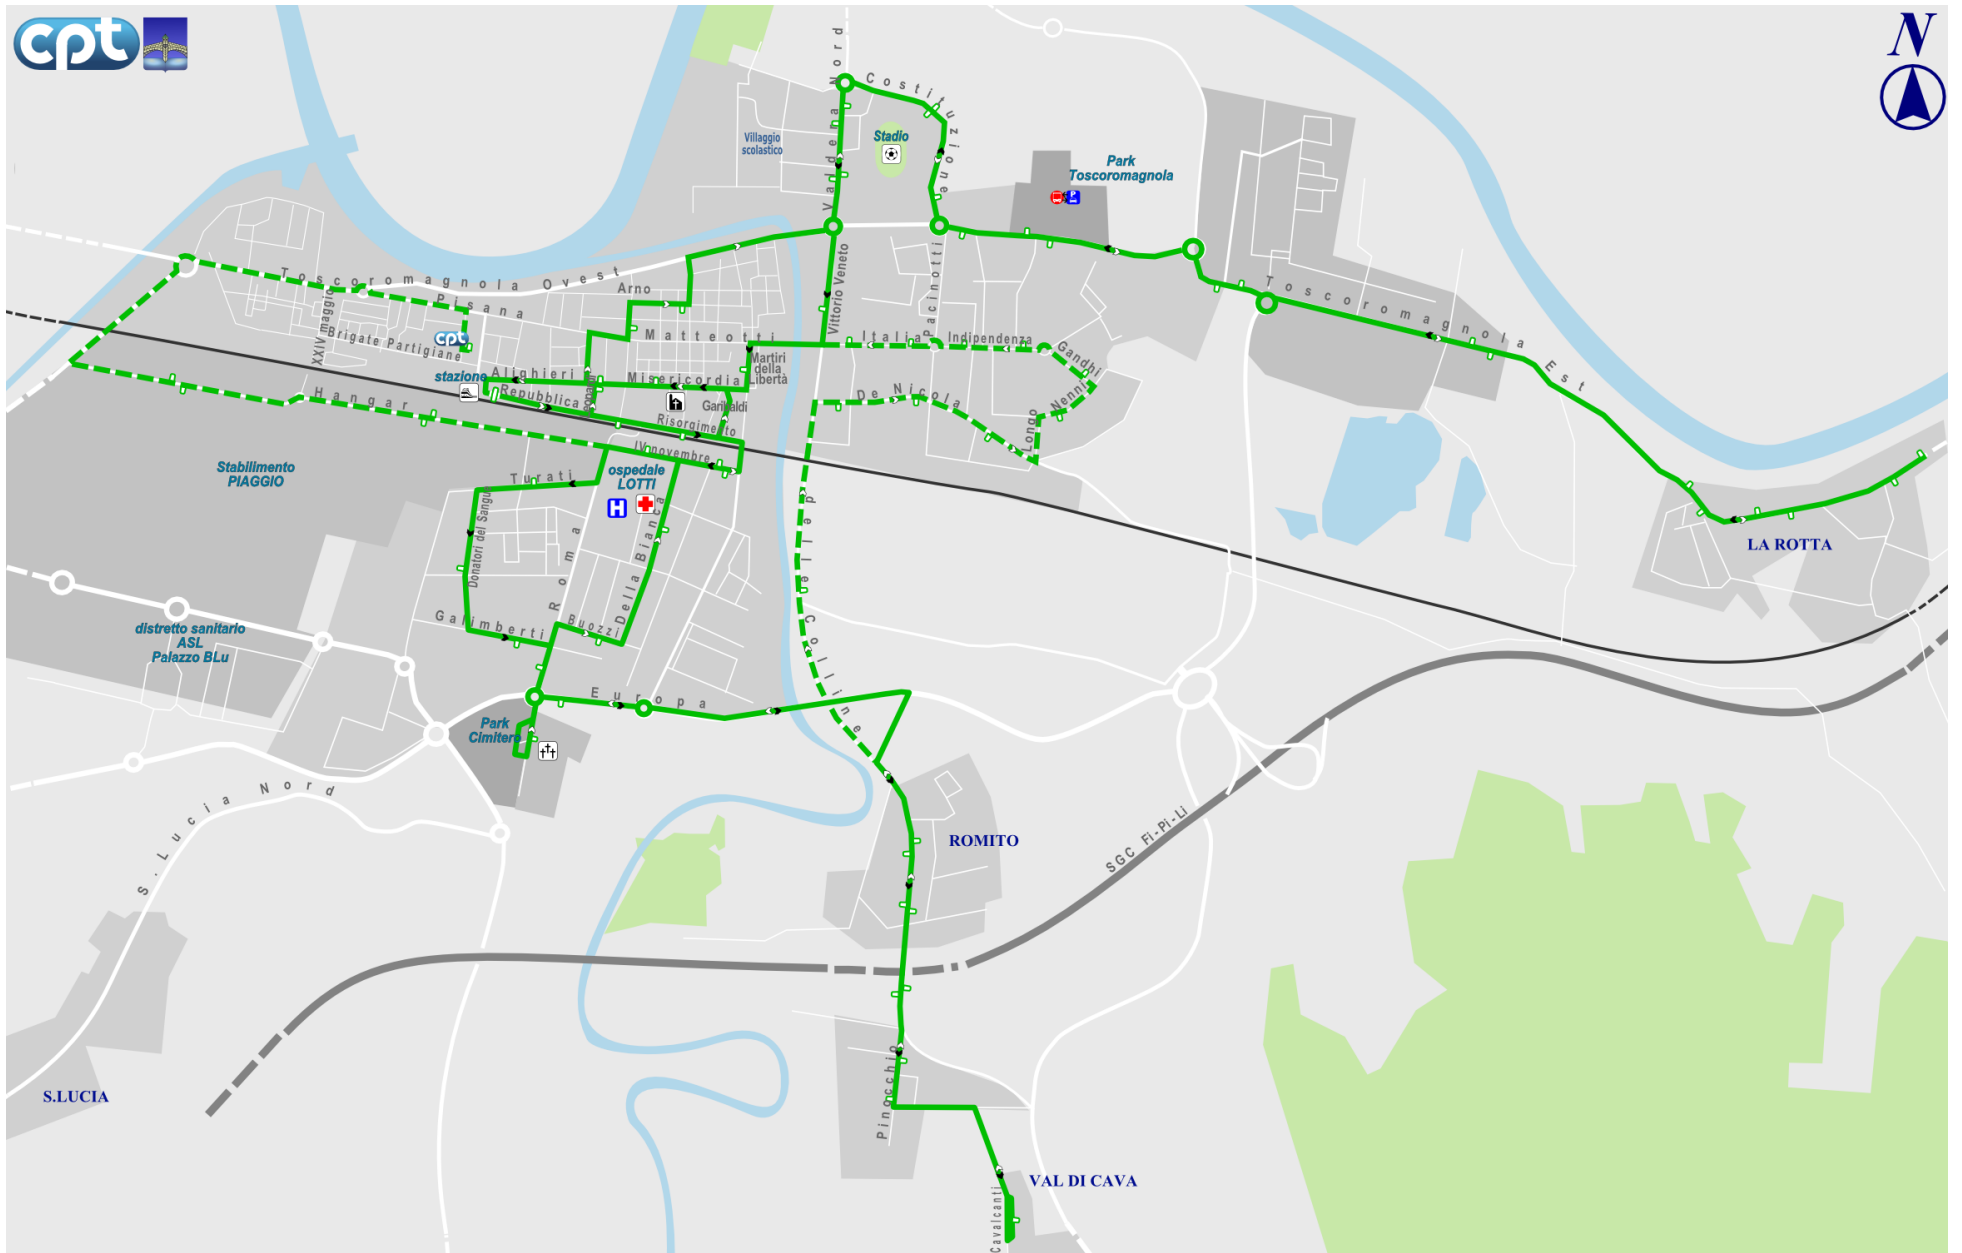 cpt
N
Valdera Nord
Costituzione
Villaggio
scolastico
Stadio
Park
Toscoromagnola
P
Toscoromagnola Ovest
Arno
Pisana
XXIV maggio
Brigate Partigiane
cpt
Vittorio Veneto
Pacinotti
Matteotti
Italia
Indipendenza
Gandhi
Toscoromagnola Est
stazione
Alighieri
Misericordia
Martiri
della
Libertà
Repubblica
Garibaldi
Risorgimento
De Nicola
Nenni
Longo
Hangar
IV novembre
Stabilimento
PIAGGIO
Turati
ospedale
LOTTI
H
Donatori del Sangue
Roma
Della Bianca
delle Colline
LA ROTTA
distretto sanitario
ASL
Palazzo BLu
Galimberti
Buozzi
Europa
Park
Cimitero
S. Lucia Nord
ROMITO
SGC Fi-Pi-Li
S.LUCIA
Pinocchio
VAL DI CAVA
Cavalcanti